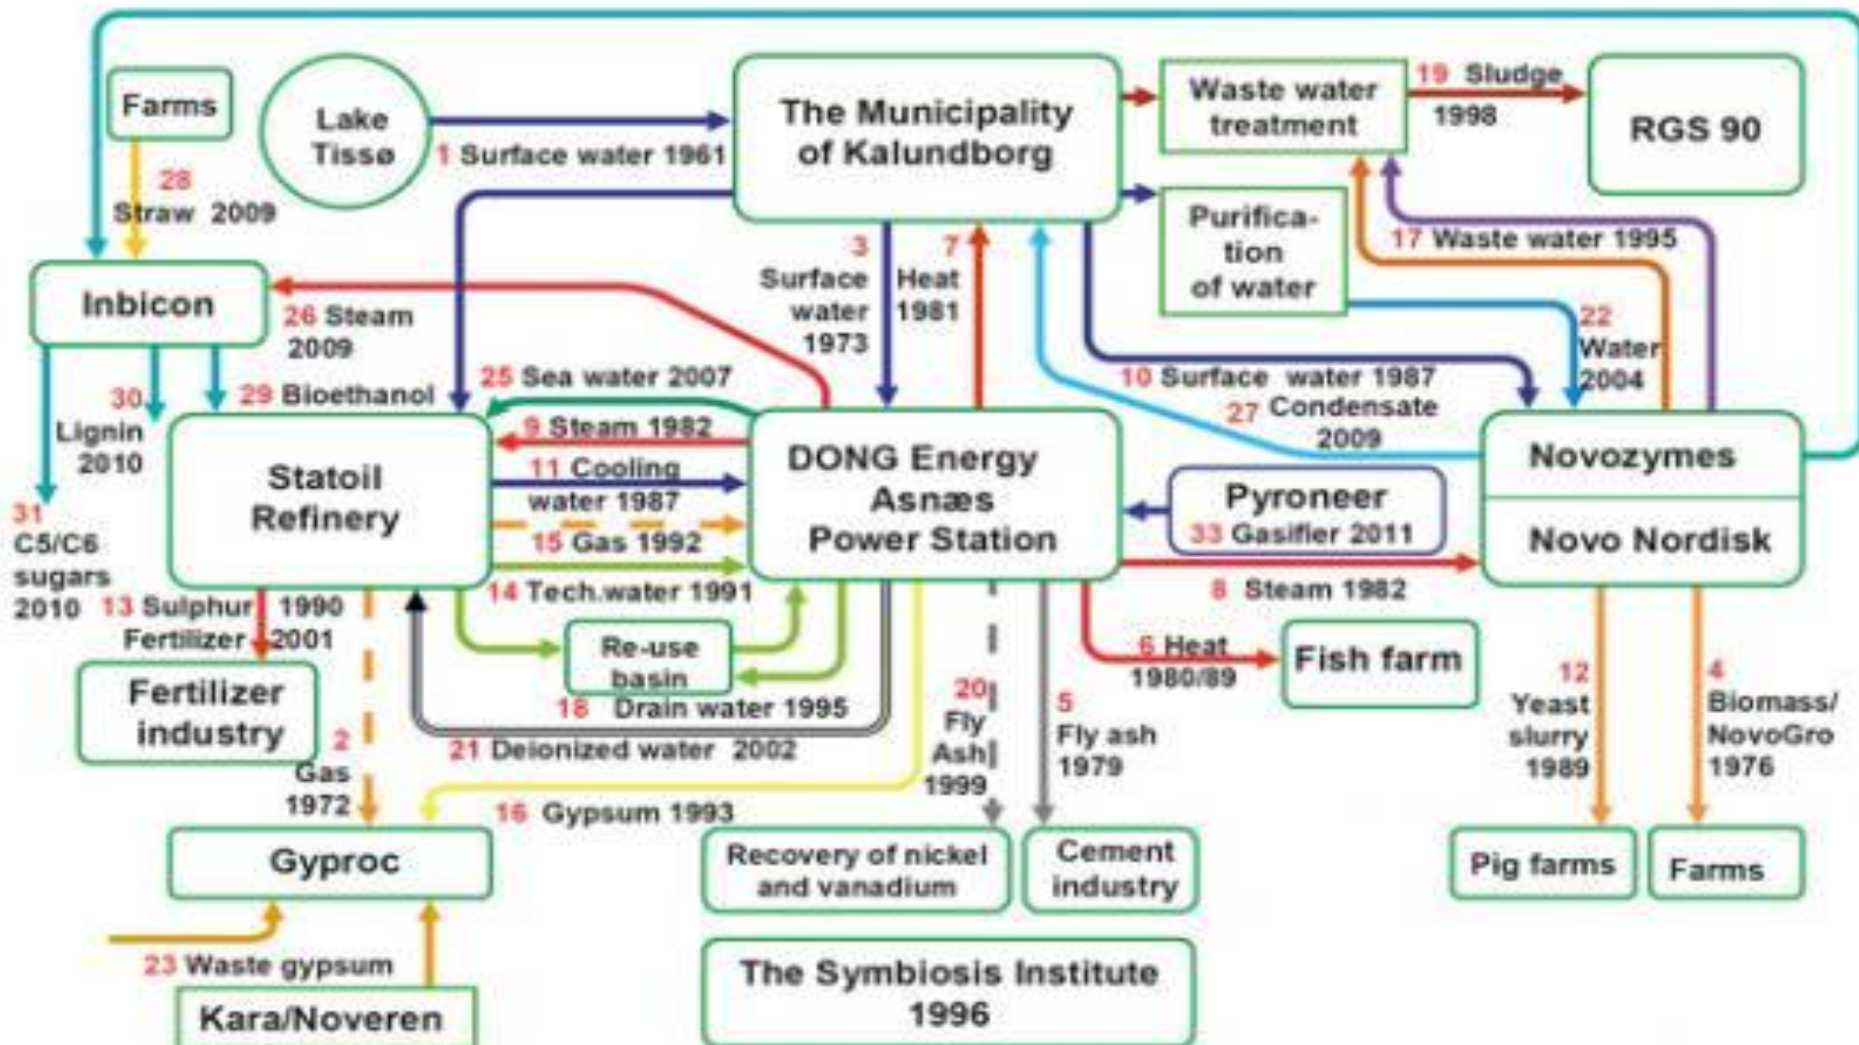 Farms
28
Straw 2009
Lake
Tissø
1 Surface water 1961
The Municipality
of Kalundborg
Waste water
treatment
19 Sludge
1998
RGS 90
Purifica-
tion
of water
17 Waste water 1995
22
Water
2004
3
Surface
water
1973
7
Heat
1981
10 Surface water 1987
27 Condensate
2009
Inbicon
26 Steam
2009
25 Sea water 2007
29 Bioethanol
30
Lignin
2010
31
C5/C6
sugars
2010
9 Steam 1982
11 Cooling
water 1987
15 Gas 1992
14 Tech.water 1991
Statoil
Refinery
DONG Energy
Asnæs
Power Station
Pyroneer
33 Gasifier 2011
Novozymes
Novo Nordisk
8 Steam 1982
13 Sulphur 1990
Fertilizer 2001
Fertilizer
industry
Re-use
basin
18 Drain water 1995
21 Deionized water 2002
2
Gas
1972
16 Gypsum 1993
20
Fly
Ash
1999
5
Fly ash
1979
6 Heat
1980/89
Fish farm
12
Yeast
slurry
1989
4
Biomass/
NovoGro
1976
Gyproc
Recovery of nickel
and vanadium
Cement
industry
Pig farms
Farms
23 Waste gypsum
Kara/Noveren
The Symbiosis Institute
1996